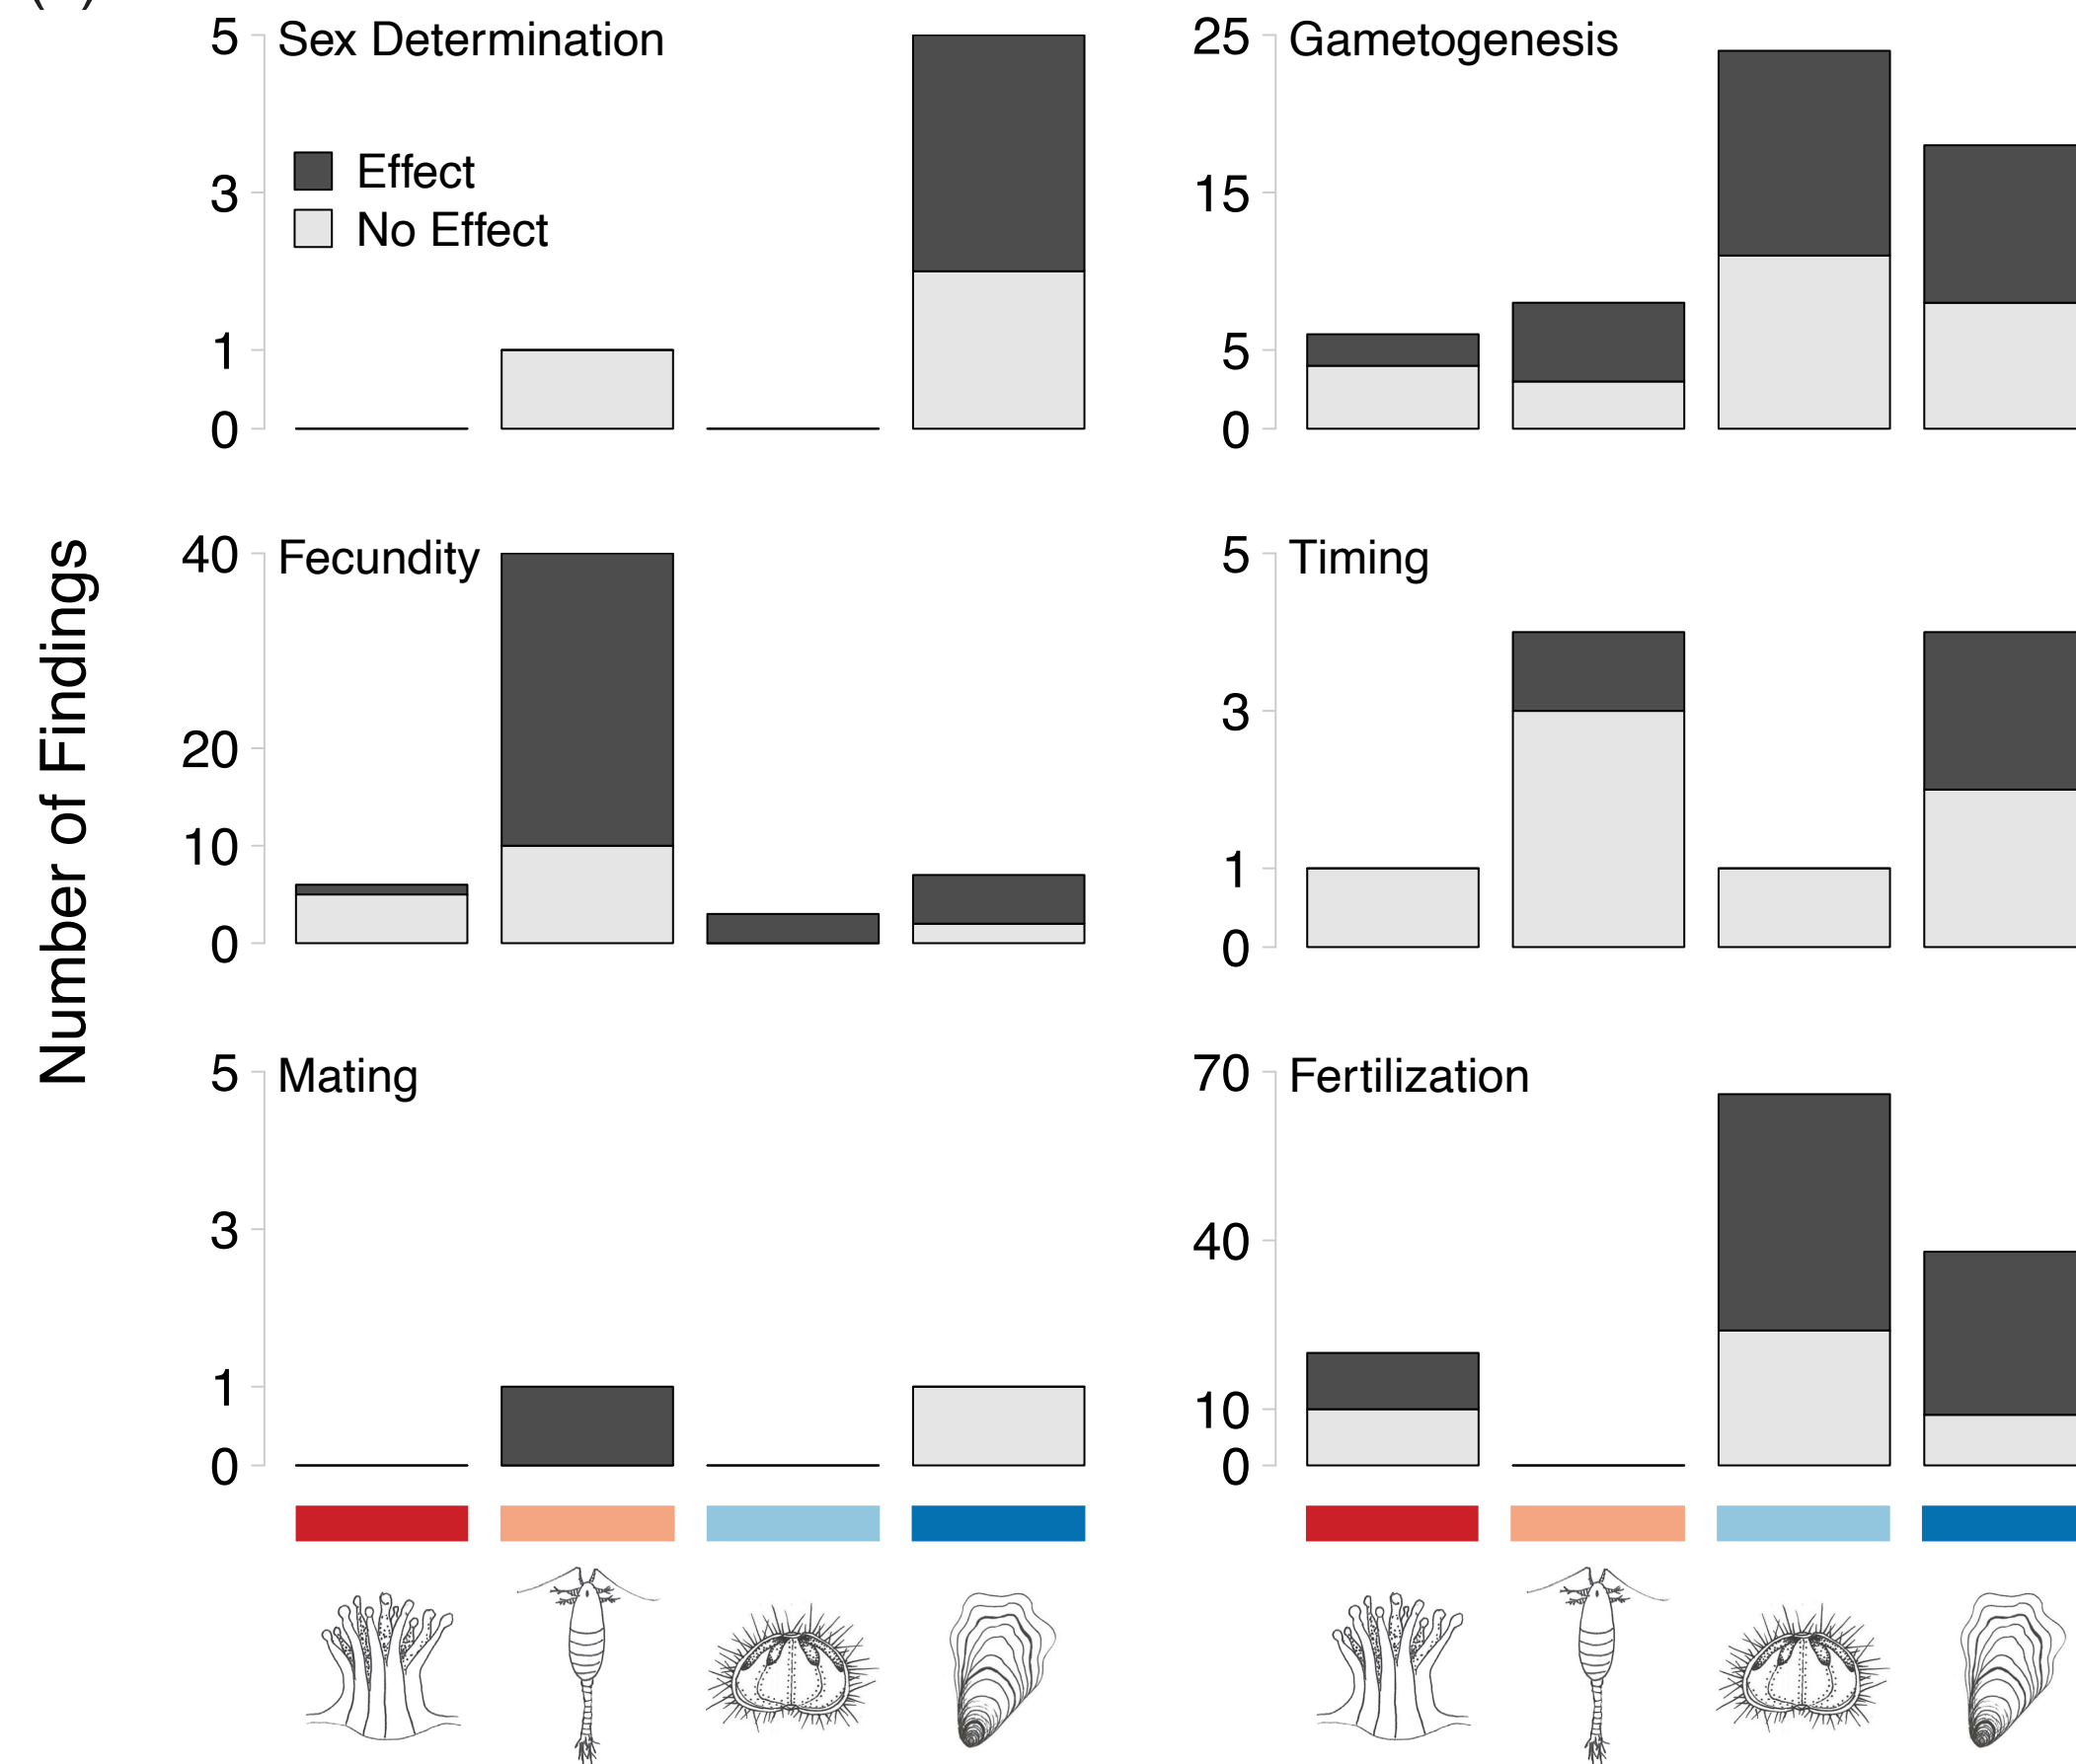 5 Sex Determination
Effect
3
No Effect
1
0
25 Gametogenesis
15
5
0
Number of Findings
40 Fecundity
20
10
0
5 Timing
3
1
0
5 Mating
3
1
0
70 Fertilization
40
10
0